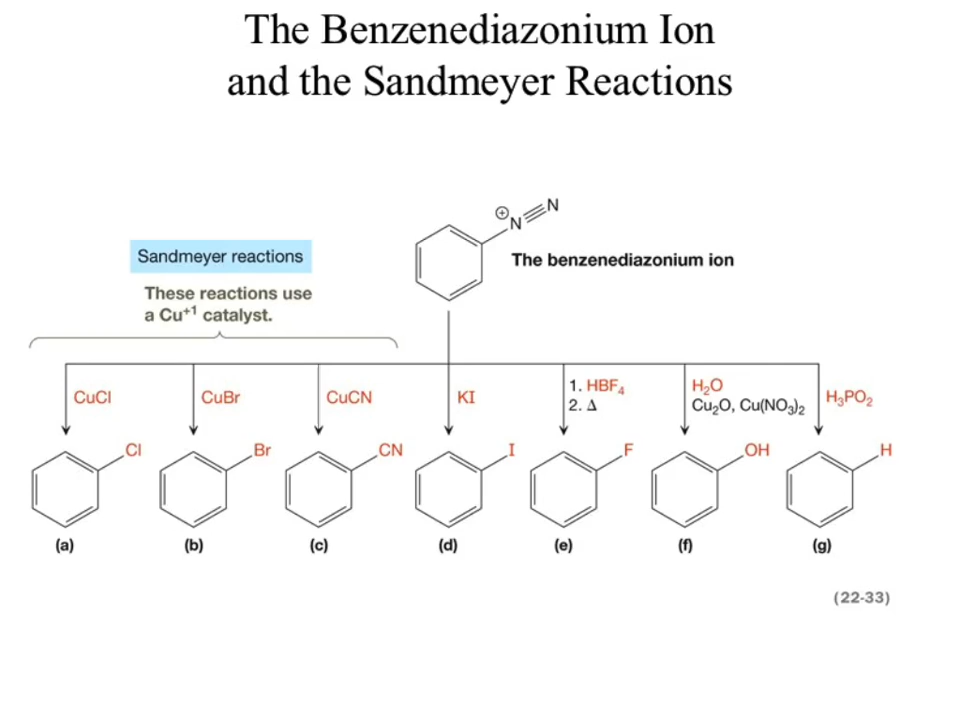 The Benzenediazonium Ion
and the Sandmeyer Reactions
⊕
N≡N
Sandmeyer reactions
The benzenediazonium ion
These reactions use
a Cu⁺¹ catalyst.
CuCl
CuBr
CuCN
KI
1. HBF₄
2. Δ
H₂O
Cu₂O, Cu(NO₃)₂
H₃PO₂
Cl
Br
CN
I
F
OH
H
(a)
(b)
(c)
(d)
(e)
(f)
(g)
(22-33)